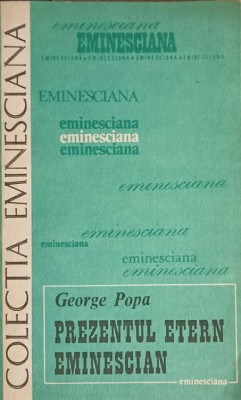 COLECȚIA EMINESCIANA
eminesciana
EMINESCIANA
EMINESCIANA • EMINESCIANA • EMINESCIANA • EMINESCIANA
EMINESCIANA
eminesciana
eminesciana
eminesciana
eminesciana
eminesciana
eminesciana
eminesciana
eminesciana
George Popa
PREZENTUL ETERN
EMINESCIAN
eminesciana